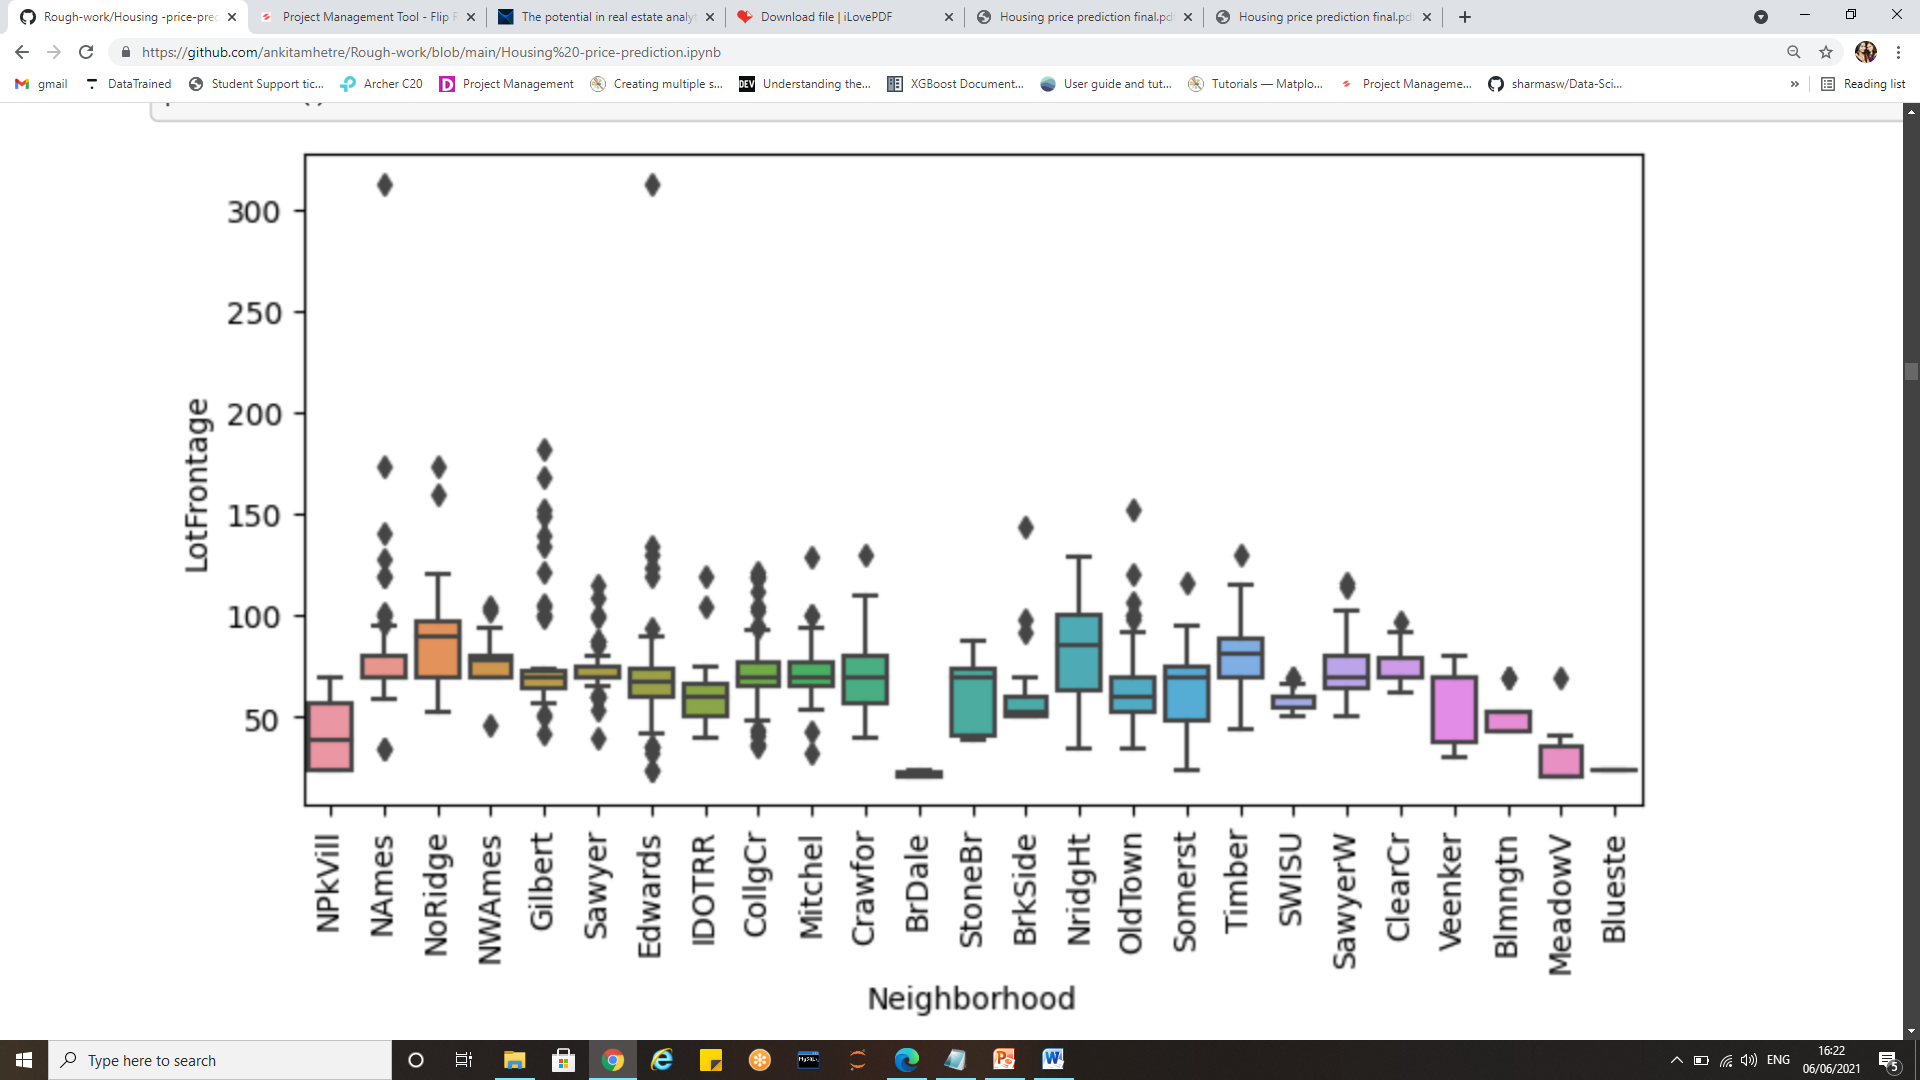 Rough-work/Housing -price-prec
Project Management Tool - Flip R
The potential in real estate analyt
Download file | iLovePDF
Housing price prediction final.pd
Housing price prediction final.pd
https://github.com/ankitamhetre/Rough-work/blob/main/Housing%20-price-prediction.ipynb
gmail
DataTrained
Student Support tic...
Archer C20
Project Management
Creating multiple s...
DEV
Understanding the...
XGBoost Document...
User guide and tut...
Tutorials — Matplo...
Project Manageme...
sharmasw/Data-Sci...
»
Reading list
300
250
200
150
100
50
LotFrontage
NPkVill
NAmes
NoRidge
NWAmes
Gilbert
Sawyer
Edwards
IDOTRR
CollgCr
Mitchel
Crawfor
BrDale
StoneBr
BrkSide
NridgHt
OldTown
Somerst
Timber
SWISU
SawyerW
ClearCr
Veenker
Blmngtn
MeadowV
Blueste
Neighborhood
Type here to search
MySQL
ENG
16:22
06/06/2021
5